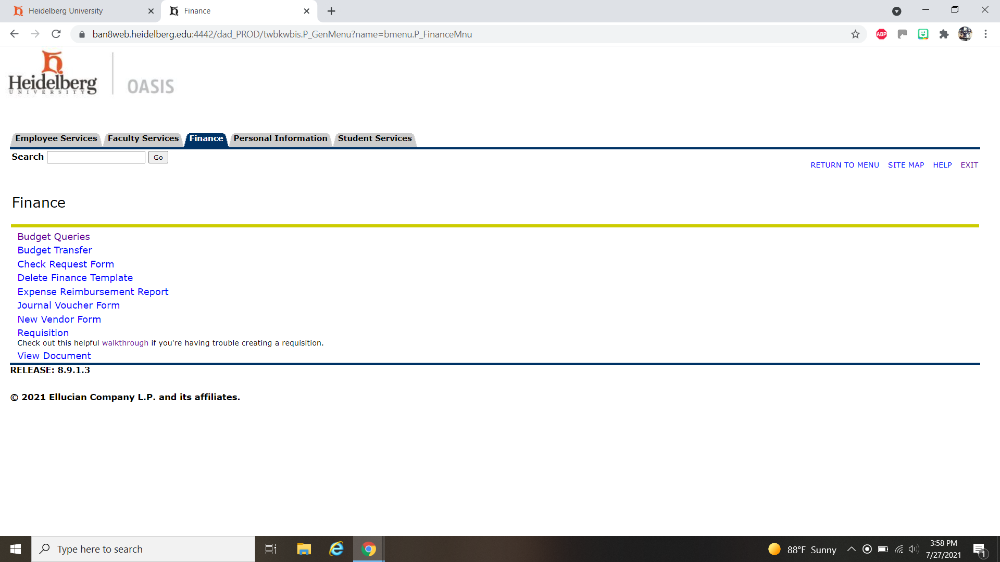 Heidelberg University
Finance
ban8web.heidelberg.edu:4442/dad_PROD/twbkwbis.P_GenMenu?name=bmenu.P_FinanceMnu
ABP
Heidelberg
UNIVERSITY
OASIS
Employee Services Faculty Services Finance Personal Information Student Services
Search Go
RETURN TO MENU SITE MAP HELP EXIT
Finance
Budget Queries
Budget Transfer
Check Request Form
Delete Finance Template
Expense Reimbursement Report
Journal Voucher Form
New Vendor Form
Requisition
Check out this helpful walkthrough if you're having trouble creating a requisition.
View Document
RELEASE: 8.9.1.3
© 2021 Ellucian Company L.P. and its affiliates.
Type here to search
88°F Sunny
3:58 PM
7/27/2021
1